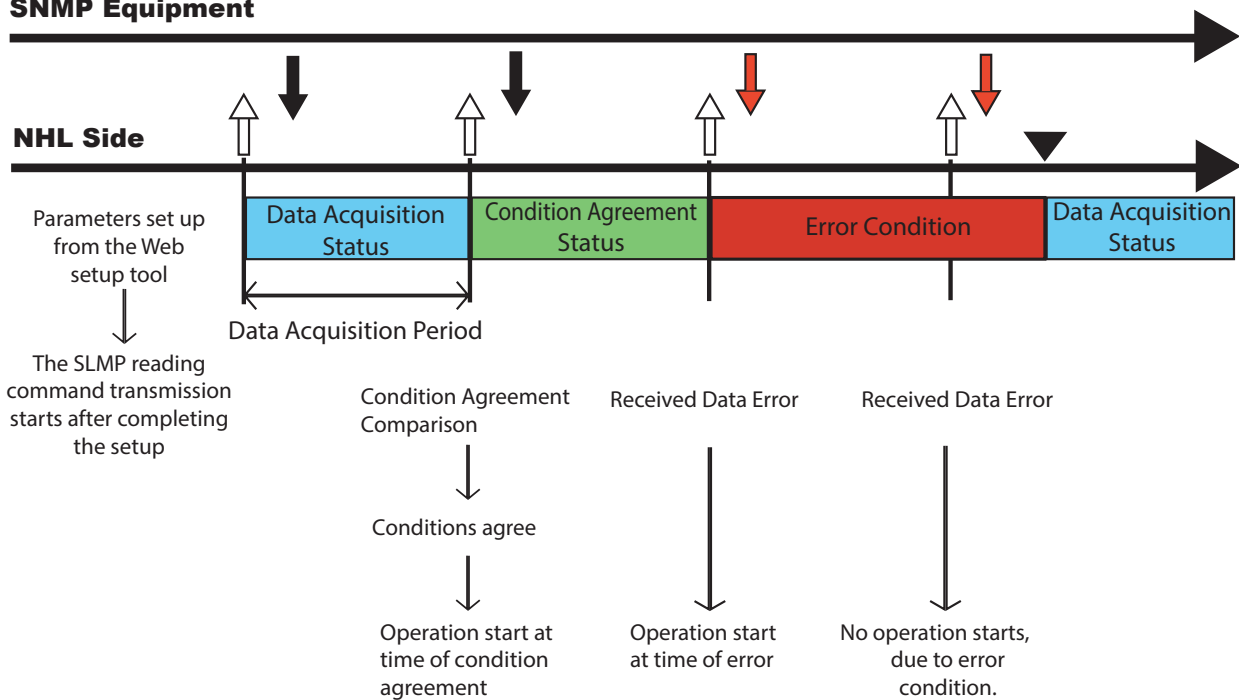 SNMP Equipment
NHL Side
Parameters set up
from the Web
setup tool
The SLMP reading
command transmission
starts after completing
the setup
Data Acquisition
Status
Condition Agreement
Status
Error Condition
Data Acquisition
Status
Data Acquisition Period
Condition Agreement
Comparison
Conditions agree
Operation start at
time of condition
agreement
Received Data Error
Operation start
at time of error
Received Data Error
No operation starts,
due to error
condition.